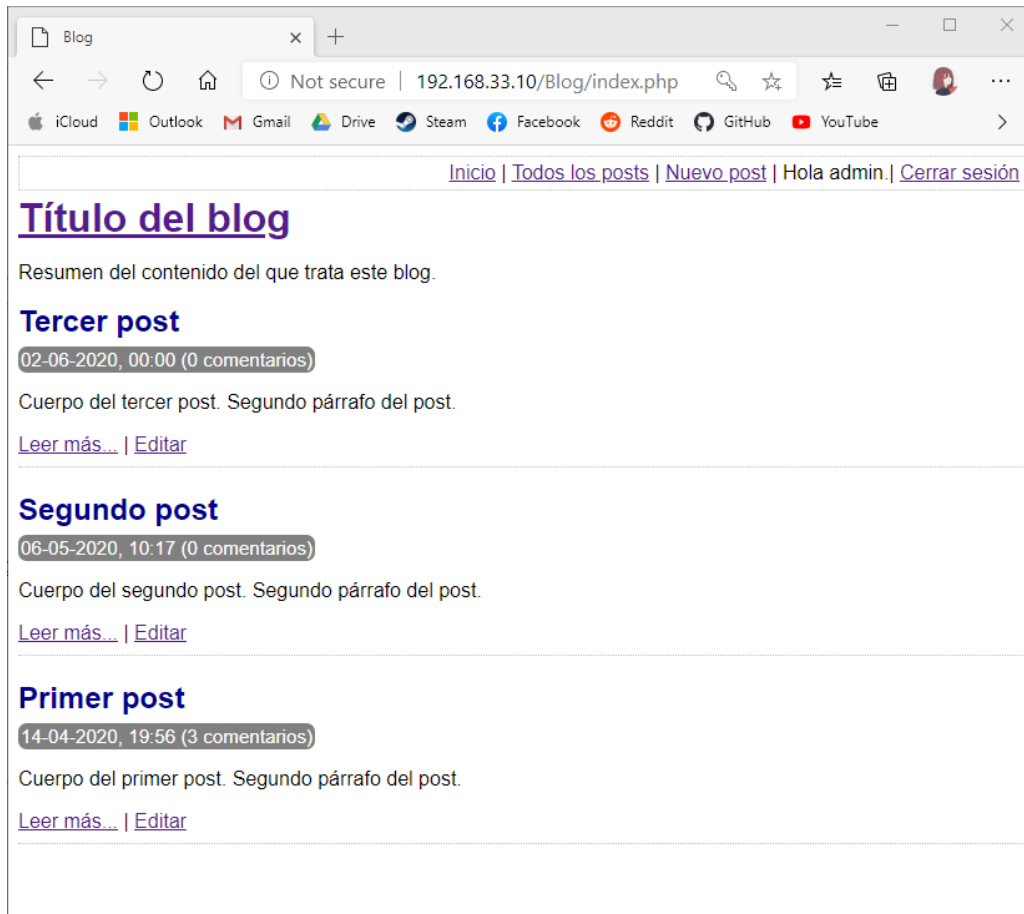 Blog
Not secure | 192.168.33.10/Blog/index.php
iCloud Outlook Gmail Drive Steam Facebook Reddit GitHub YouTube
Inicio | Todos los posts | Nuevo post | Hola admin.| Cerrar sesión
Título del blog
Resumen del contenido del que trata este blog.
Tercer post
02-06-2020, 00:00 (0 comentarios)
Cuerpo del tercer post. Segundo párrafo del post.
Leer más... | Editar
Segundo post
06-05-2020, 10:17 (0 comentarios)
Cuerpo del segundo post. Segundo párrafo del post.
Leer más... | Editar
Primer post
14-04-2020, 19:56 (3 comentarios)
Cuerpo del primer post. Segundo párrafo del post.
Leer más... | Editar